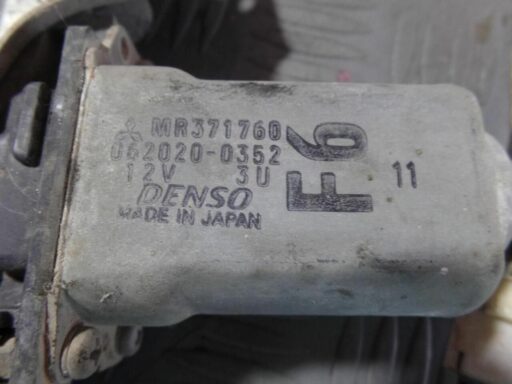 MR371760
062020-0352
12V 3U
DENSO
MADE IN JAPAN
F6
11